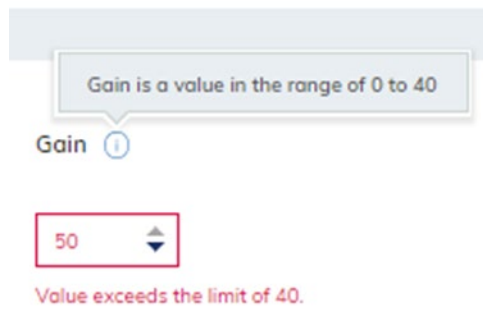 Gain is a value in the range of 0 to 40
Gain
50
Value exceeds the limit of 40.